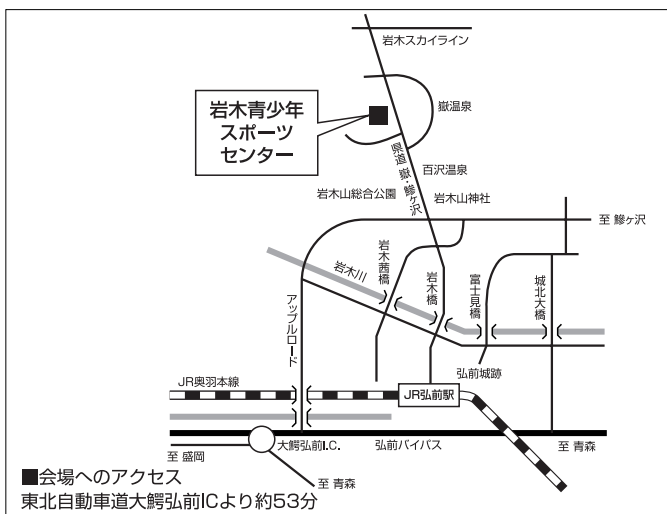 岩木スカイライン
岩木青少年
スポーツ
センター
嶽温泉
県道 嶽・鰺ヶ沢
百沢温泉
岩木山総合公園
岩木山神社
至 鰺ヶ沢
岩木川
岩木茜橋
岩木橋
富士見橋
城北大橋
アップルロード
弘前城跡
JR奥羽本線
JR弘前駅
至 盛岡
大鰐弘前I.C.
弘前バイパス
至 青森
至 青森
■会場へのアクセス
東北自動車道大鰐弘前ICより約53分